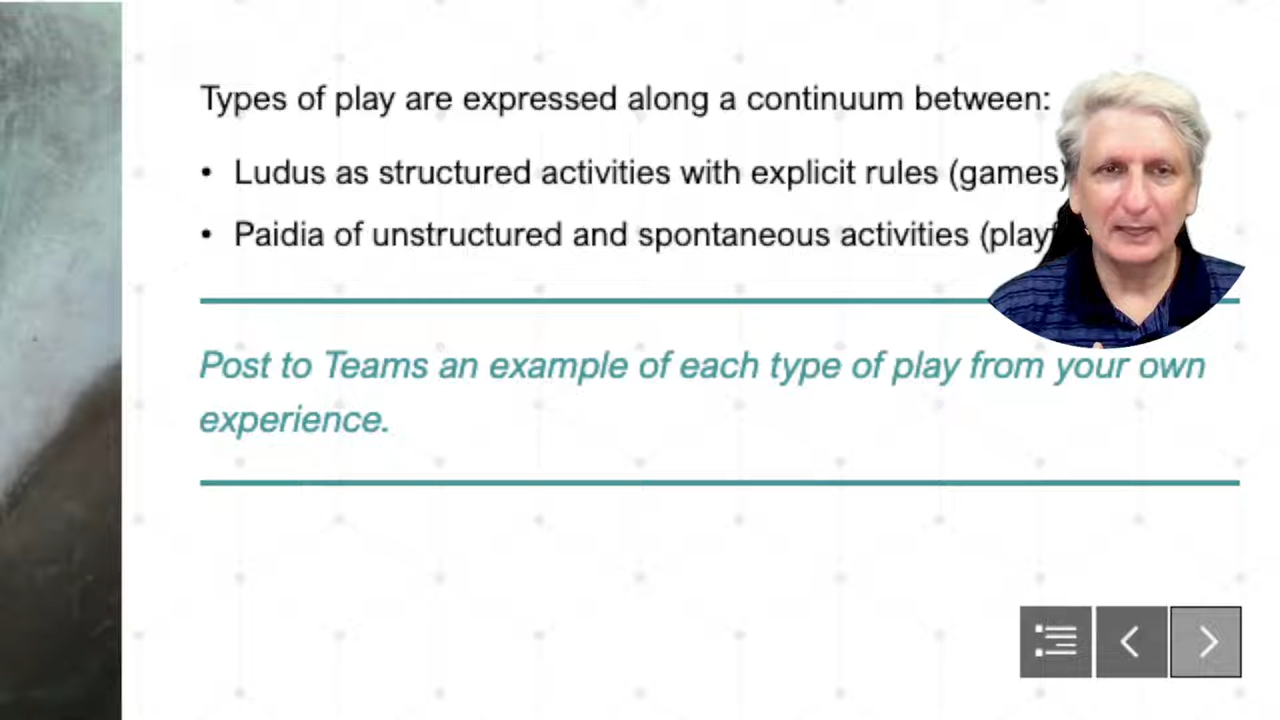 Types of play are expressed along a continuum between:
• Ludus as structured activities with explicit rules (games)
• Paidia of unstructured and spontaneous activities
Post to Teams an example of each type of play from your own
experience.